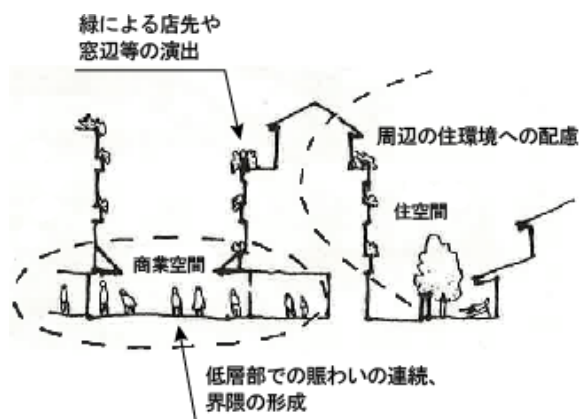 緑による店先や
窓辺等の演出
周辺の住環境への配慮
住空間
商業空間
低層部での賑わいの連続、
界隈の形成